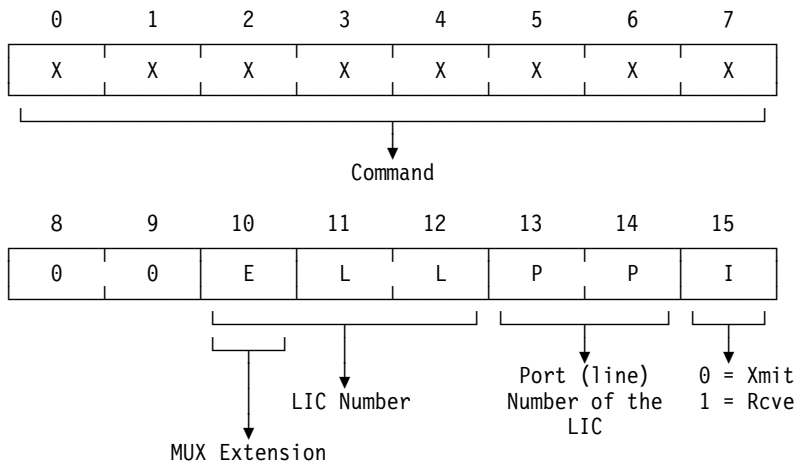 0 1 2 3 4 5 6 7
X X X X X X X X
Command
8 9 10 11 12 13 14 15
0 0 E L L P P I
Port (line) 0 = Xmit
LIC Number Number of the 1 = Rcve
LIC
MUX Extension